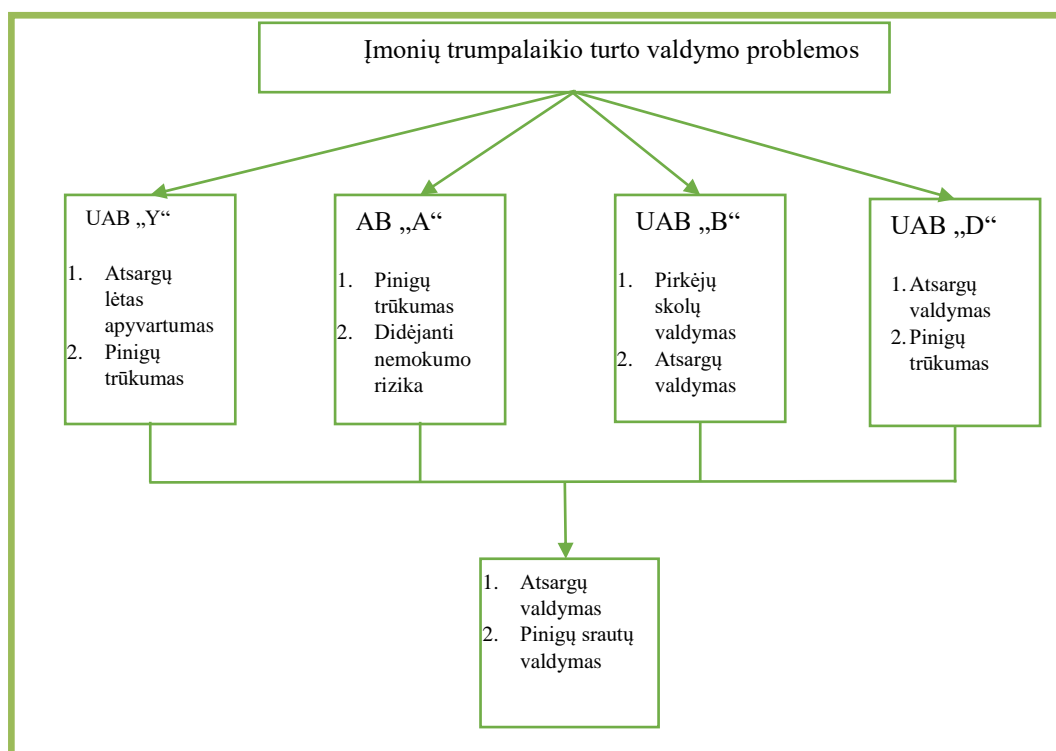 Įmonių trumpalaikio turto valdymo problemos
UAB „Y“
1. Atsargų
lėtas
apyvartumas
2. Pinigų
trūkumas
AB „A“
1. Pinigų
trūkumas
2. Didėjanti
nemokumo
rizika
UAB „B“
1. Pirkėjų
skolų
valdymas
2. Atsargų
valdymas
UAB „D“
1. Atsargų
valdymas
2. Pinigų
trūkumas
1. Atsargų
valdymas
2. Pinigų srautų
valdymas